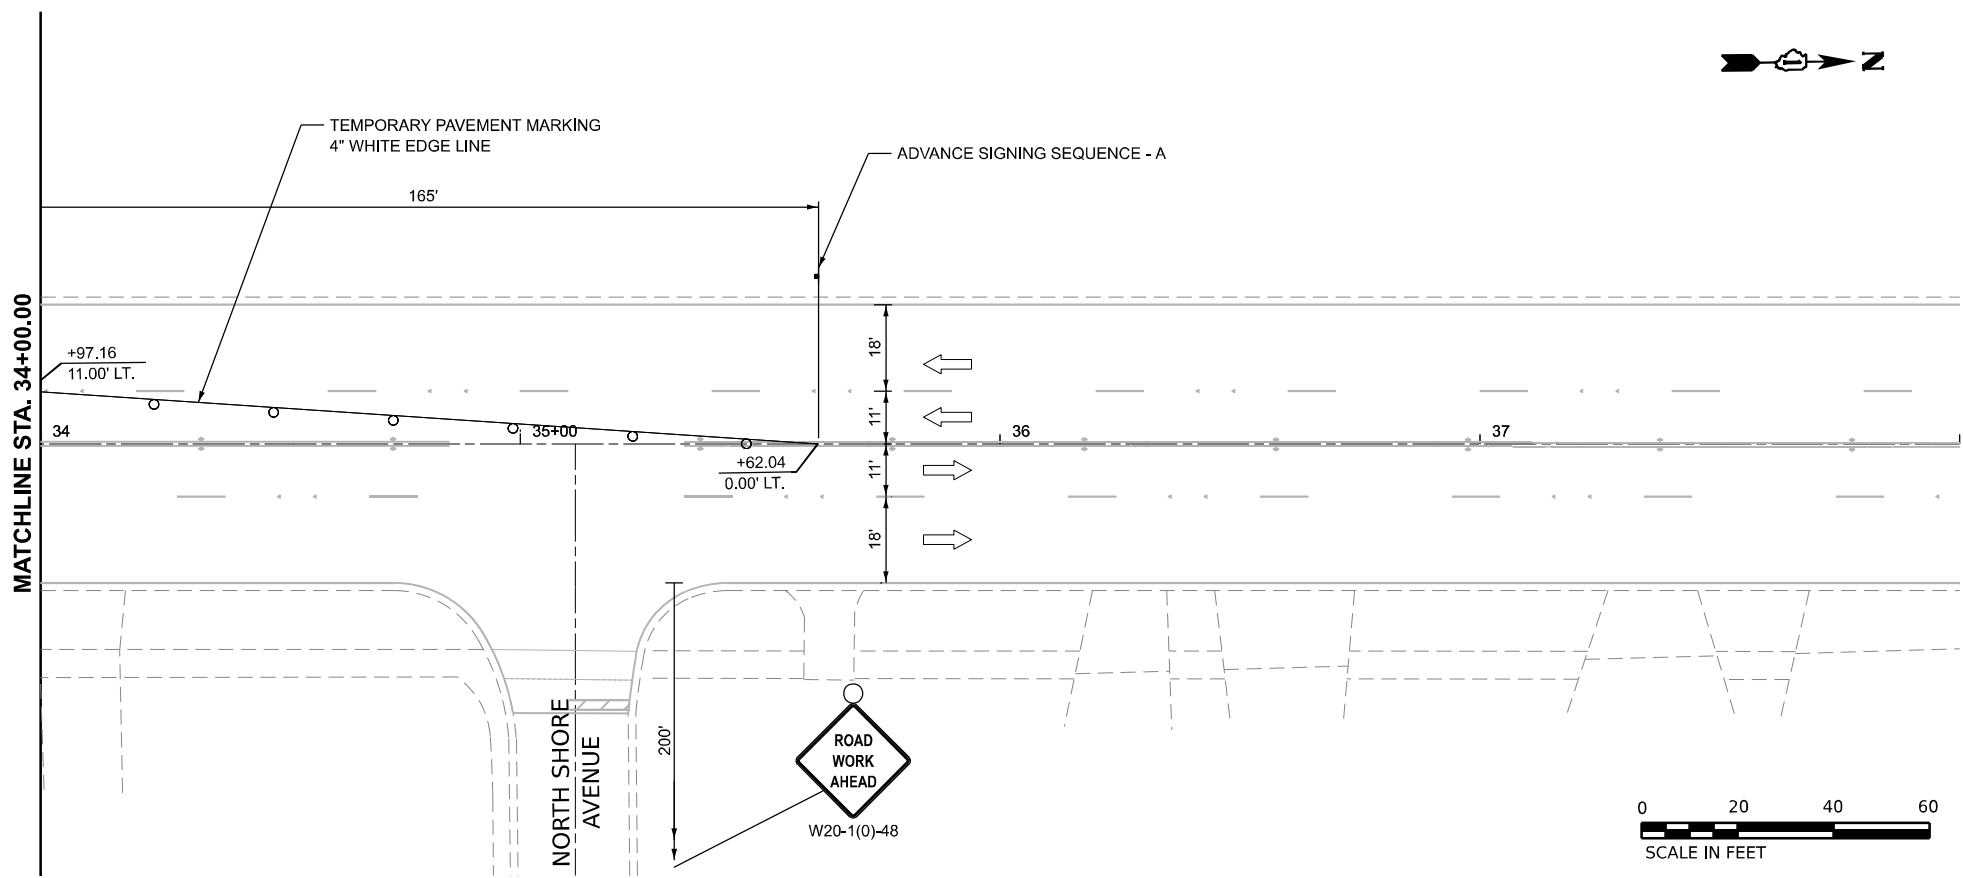 N
TEMPORARY PAVEMENT MARKING
4" WHITE EDGE LINE
ADVANCE SIGNING SEQUENCE - A
165'
MATCHLINE STA. 34+00.00
+97.16
11.00' LT.
18'
11'
11'
18'
34
35+00
36
37
+62.04
0.00' LT.
200'
NORTH SHORE
AVENUE
ROAD
WORK
AHEAD
W20-1(0)-48
0 20 40 60
SCALE IN FEET